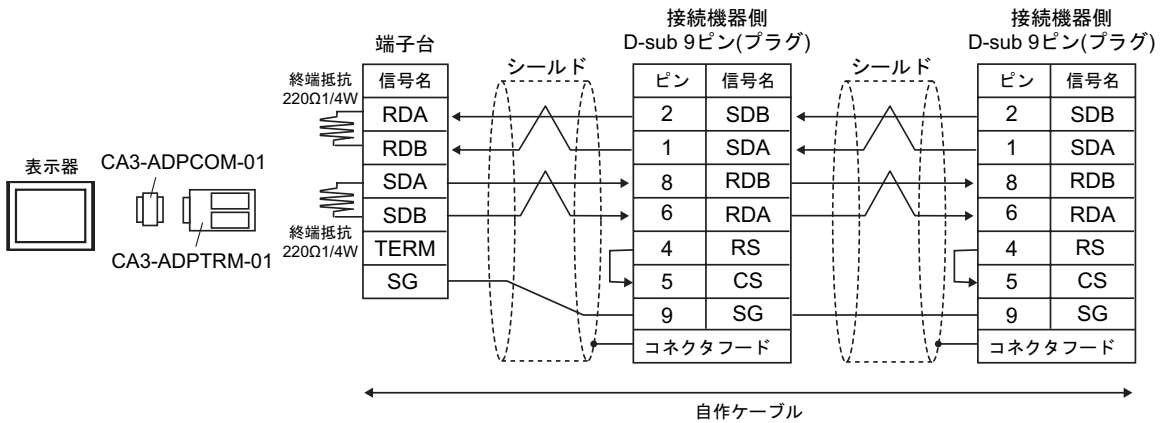 接続機器側
D-sub 9ピン(プラグ)
接続機器側
D-sub 9ピン(プラグ)
端子台
シールド
シールド
終端抵抗
220Ω1/4W
信号名
ピン 信号名
ピン 信号名
RDA
2 SDB
2 SDB
RDB
1 SDA
1 SDA
表示器
CA3-ADPCOM-01
SDA
8 RDB
8 RDB
SDB
6 RDA
6 RDA
終端抵抗
220Ω1/4W
TERM
4 RS
4 RS
CA3-ADPTRM-01
SG
5 CS
5 CS
9 SG
9 SG
コネクタフード
コネクタフード
自作ケーブル